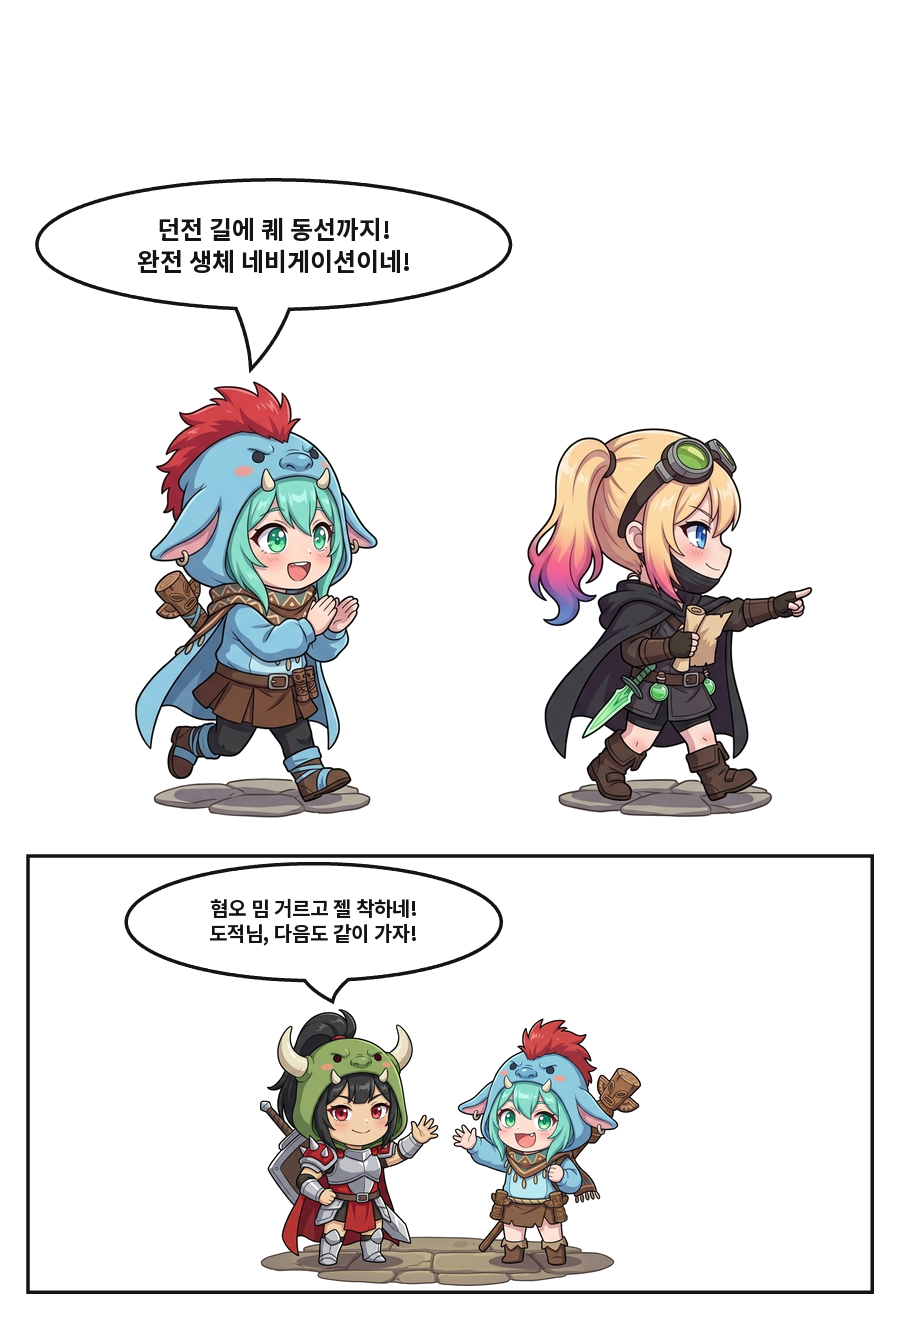 던전 길에 퀘 동선까지!
완전 생체 네비게이션이네!
혐오 밈 거르고 젤 착하네!
도적님, 다음도 같이 가자!